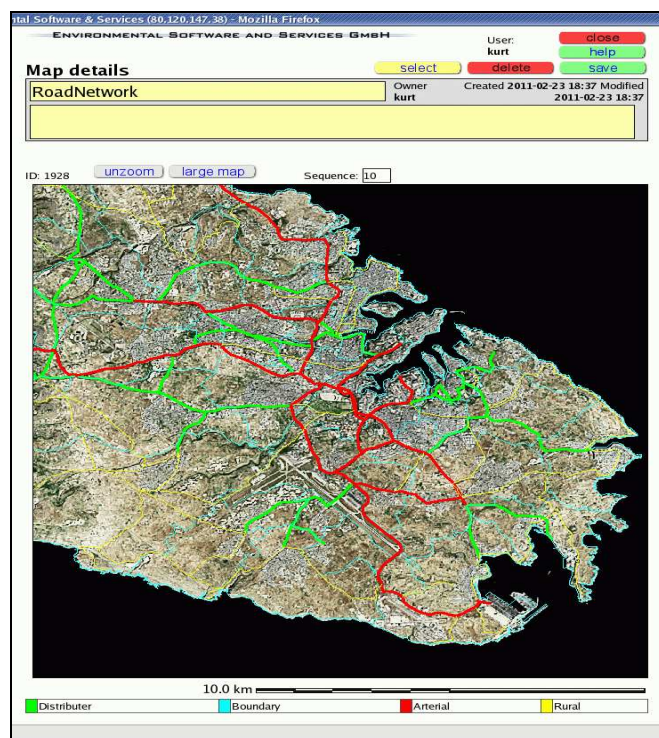 tal Software & Services (80.120.147.38) - Mozilla Firefox
ENVIRONMENTAL SOFTWARE AND SERVICES GMBH
User:
kurt
close
help
Map details
select
delete
save
RoadNetwork
Owner
kurt
Created 2011-02-23 18:37 Modified
2011-02-23 18:37
ID: 1928
unzoom
large map
Sequence: 10
10.0 km
Distributer
Boundary
Arterial
Rural